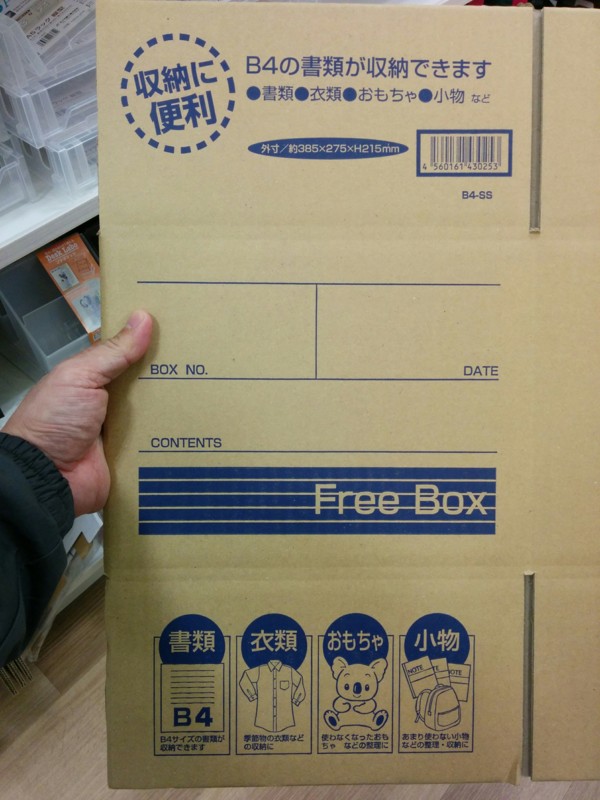 収納に
便利
B4の書類が収納できます
●書類●衣類●おもちゃ●小物 など
外寸／約385×275×H215mm
4 560161 430253
B4-SS
BOX NO.
DATE
CONTENTS
Free Box
書類
衣類
おもちゃ
小物
B4
NOTE
NOTE
B4サイズの書類が
収納できます
季節物の衣類など
の収納に
使わなくなったおも
ちゃ などの整理に
あまり使わない小物
などの整理・収納に